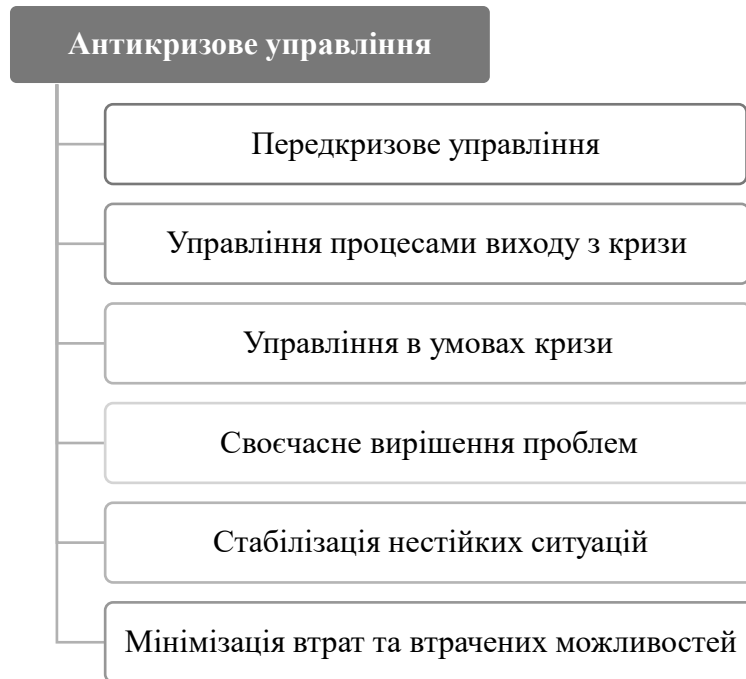 Антикризове управління
Передкризове управління
Управління процесами виходу з кризи
Управління в умовах кризи
Своєчасне вирішення проблем
Стабілізація нестійких ситуацій
Мінімізація втрат та втрачених можливостей